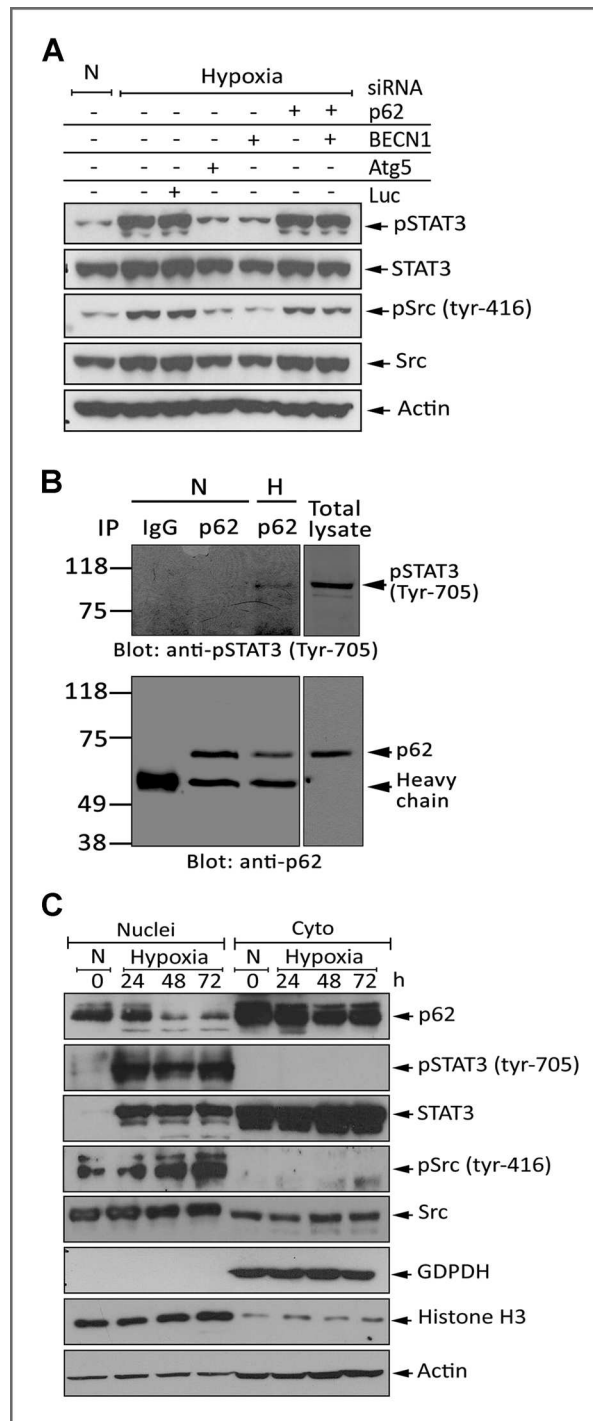 A
N Hypoxia siRNA
- - - - - + + p62
- - - - + - + BECN1
- - - + - - - Atg5
- - + - - - - Luc
pSTAT3
STAT3
pSrc (tyr-416)
Src
Actin
B
N H Total
IP IgG p62 p62 lysate
118
75
pSTAT3
(Tyr-705)
Blot: anti-pSTAT3 (Tyr-705)
118
75
49
38
p62
Heavy
chain
Blot: anti-p62
C
Nuclei Cyto
N Hypoxia N Hypoxia
0 24 48 72 0 24 48 72 h
p62
pSTAT3 (tyr-705)
STAT3
pSrc (tyr-416)
Src
GDPDH
Histone H3
Actin